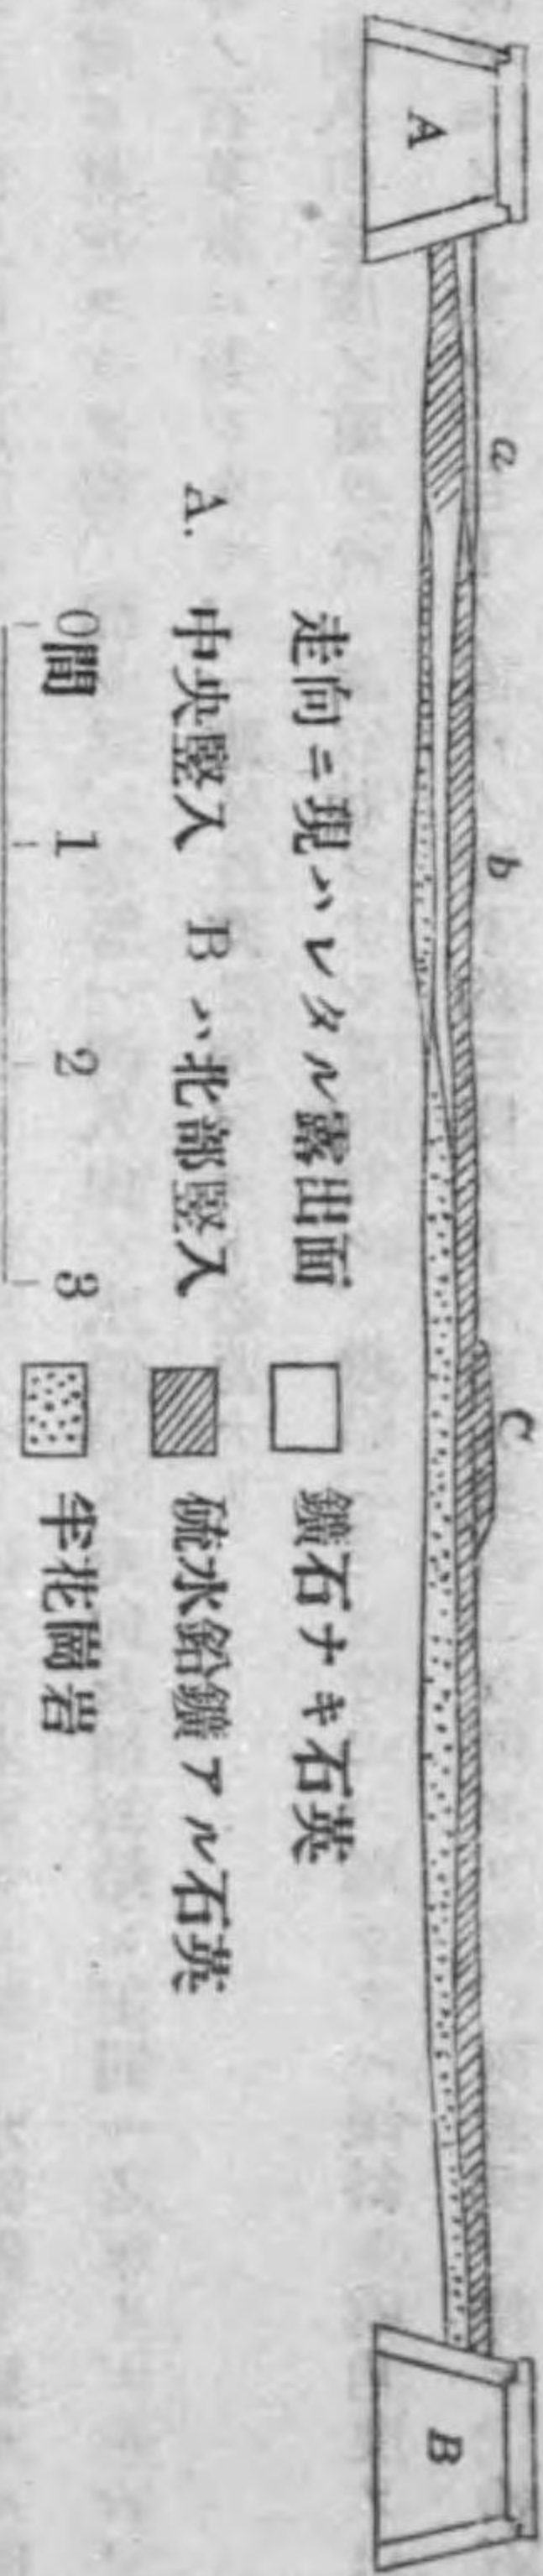 A
a
b
C
B
走向ニ現ハレタル露出面
A. 中央竪入 B ハ北部竪入
0間 1 2 3
鑛石ナキ石英
硫水鉛鑛アル石英
半花崗岩